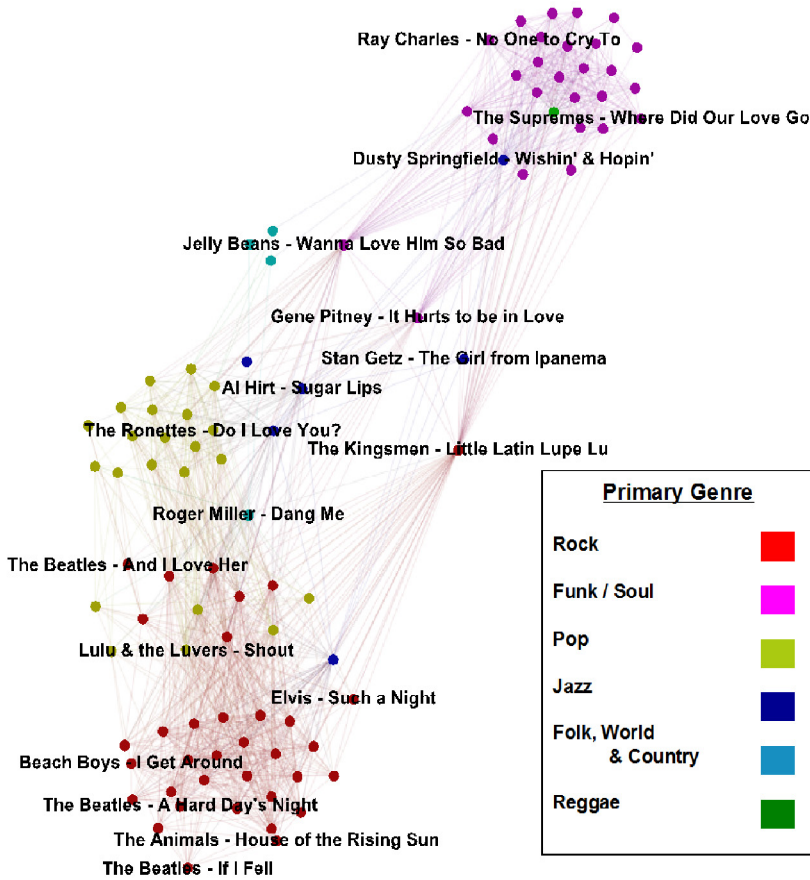 Ray Charles - No One to Cry To
The Supremes - Where Did Our Love Go
Dusty Springfield - Wishin' & Hopin'
Jelly Beans - Wanna Love HIm So Bad
Gene Pitney - It Hurts to be in Love
Stan Getz - The Girl from Ipanema
Al Hirt - Sugar Lips
The Ronettes - Do I Love You?
The Kingsmen - Little Latin Lupe Lu
Roger Miller - Dang Me
The Beatles - And I Love Her
Lulu & the Luvers - Shout
Elvis - Such a Night
Beach Boys - I Get Around
The Beatles - A Hard Day's Night
The Animals - House of the Rising Sun
The Beatles - If I Fell
Primary Genre
Rock
Funk / Soul
Pop
Jazz
Folk, World
& Country
Reggae